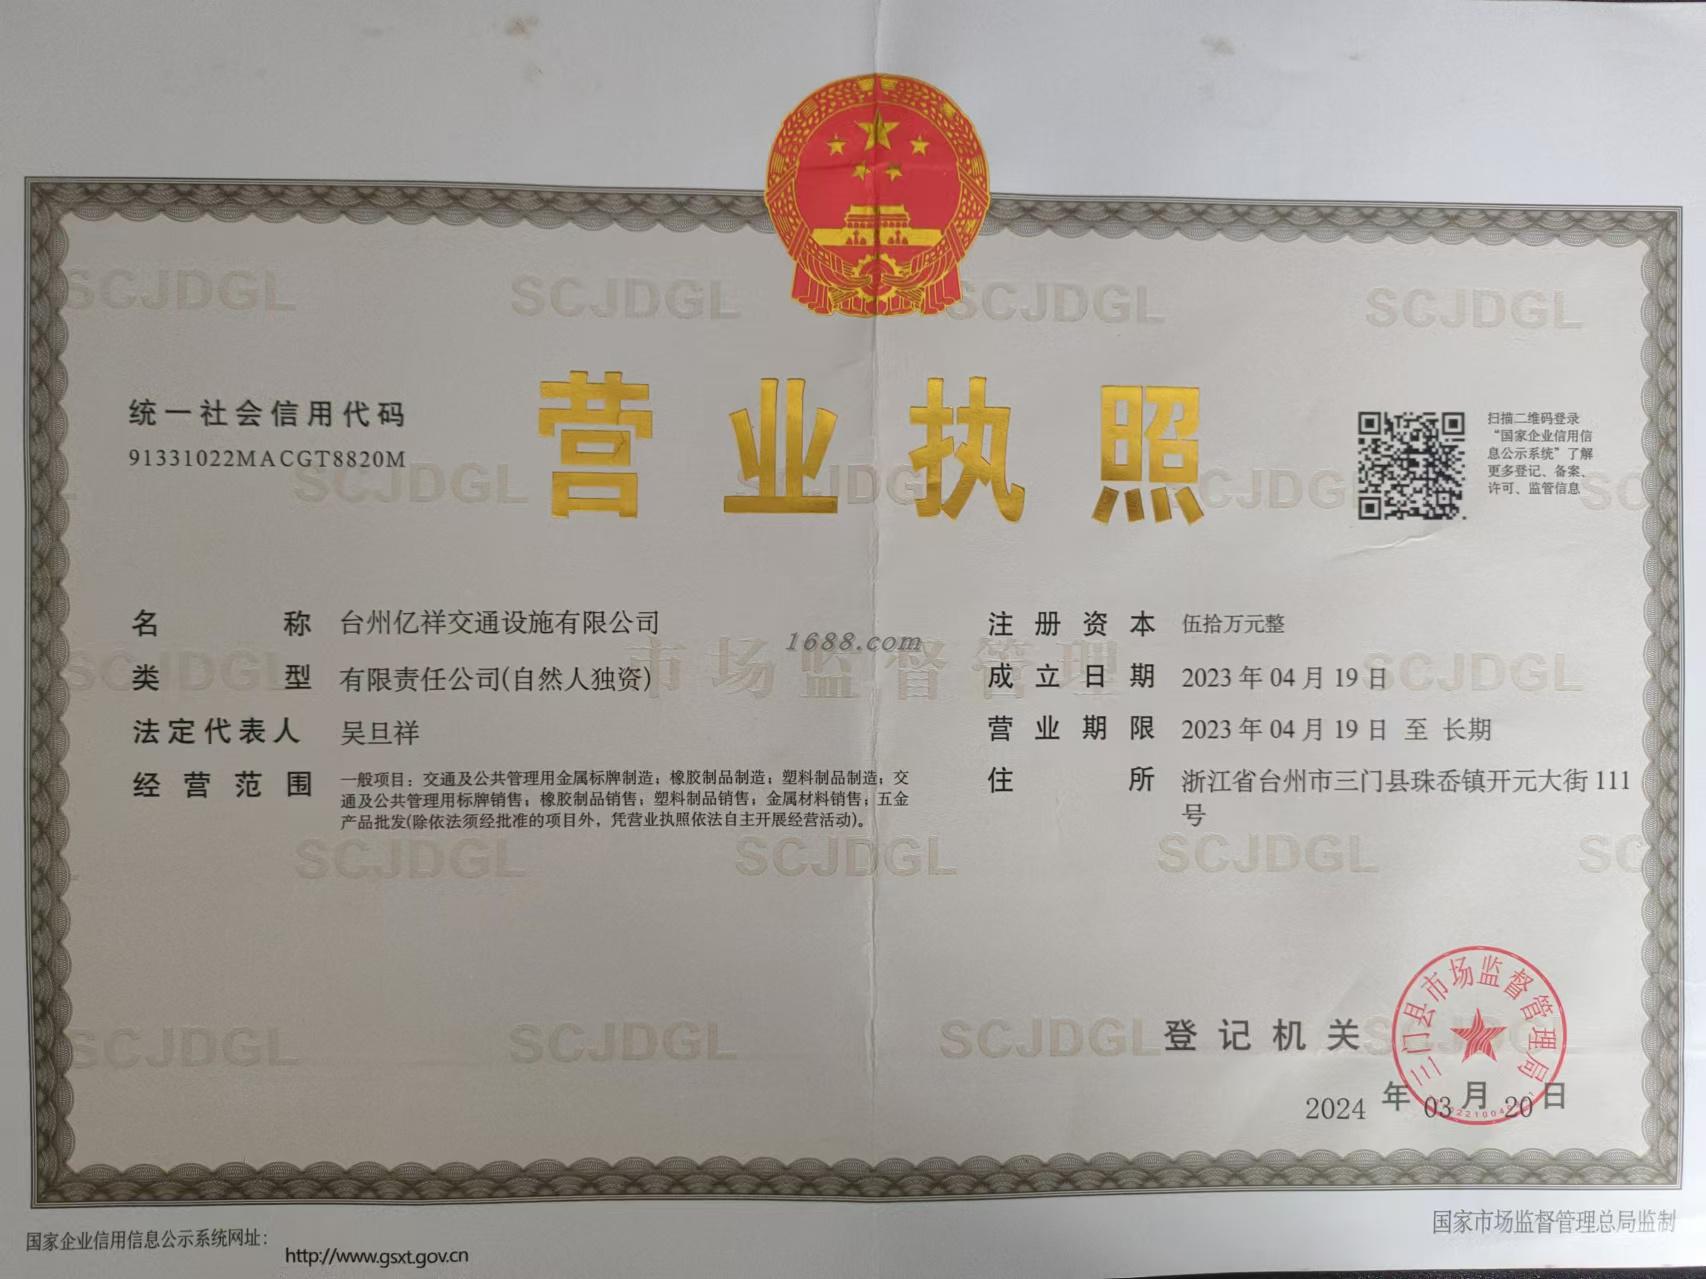 营业执照
统一社会信用代码
91331022MACGT8820M
扫描二维码登录
“国家企业信用信
息公示系统”了解
更多登记、备案、
许可、监管信息
名称 台州亿祥交通设施有限公司
类型 有限责任公司(自然人独资)
法定代表人 吴旦祥
经营范围 一般项目：交通及公共管理用金属标牌制造；橡胶制品制造；塑料制品制造；交
通及公共管理用标牌销售；橡胶制品销售；塑料制品销售；金属材料销售；五金
产品批发(除依法须经批准的项目外，凭营业执照依法自主开展经营活动)。
注册资本 伍拾万元整
成立日期 2023年04月19日
营业期限 2023年04月19日 至 长期
住所 浙江省台州市三门县珠岙镇开元大街111
号
1688.com
市场监督管理
SCJDGL
登记机关
三门县市场监督管理局
2024年03月20日
国家企业信用信息公示系统网址：
http://www.gsxt.gov.cn
国家市场监督管理总局监制